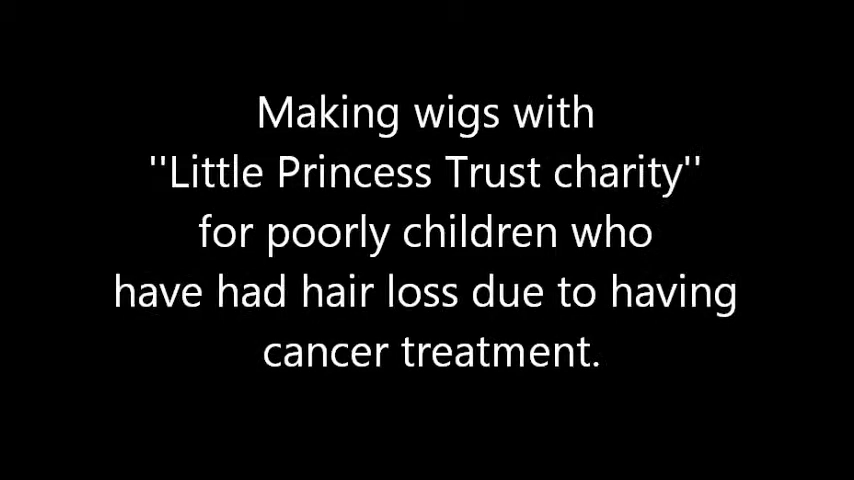 Making wigs with
''Little Princess Trust charity''
for poorly children who
have had hair loss due to having
cancer treatment.